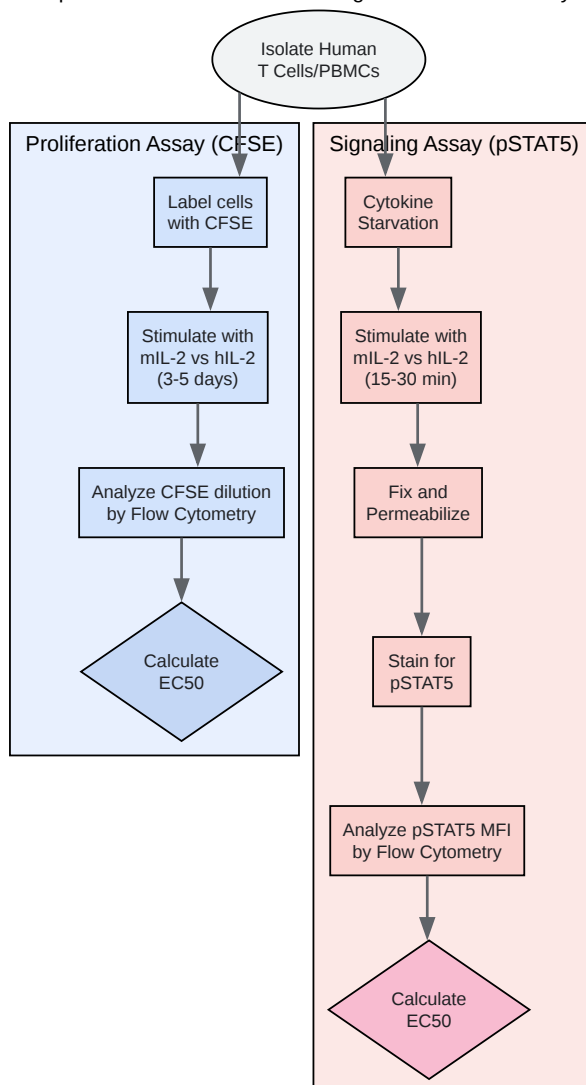 Isolate Human
T Cells/PBMCs
Proliferation Assay (CFSE)
Label cells
with CFSE
Stimulate with
mIL-2 vs hIL-2
(3-5 days)
Analyze CFSE dilution
by Flow Cytometry
Calculate
EC50
Signaling Assay (pSTAT5)
Cytokine
Starvation
Stimulate with
mIL-2 vs hIL-2
(15-30 min)
Fix and
Permeabilize
Stain for
pSTAT5
Analyze pSTAT5 MFI
by Flow Cytometry
Calculate
EC50